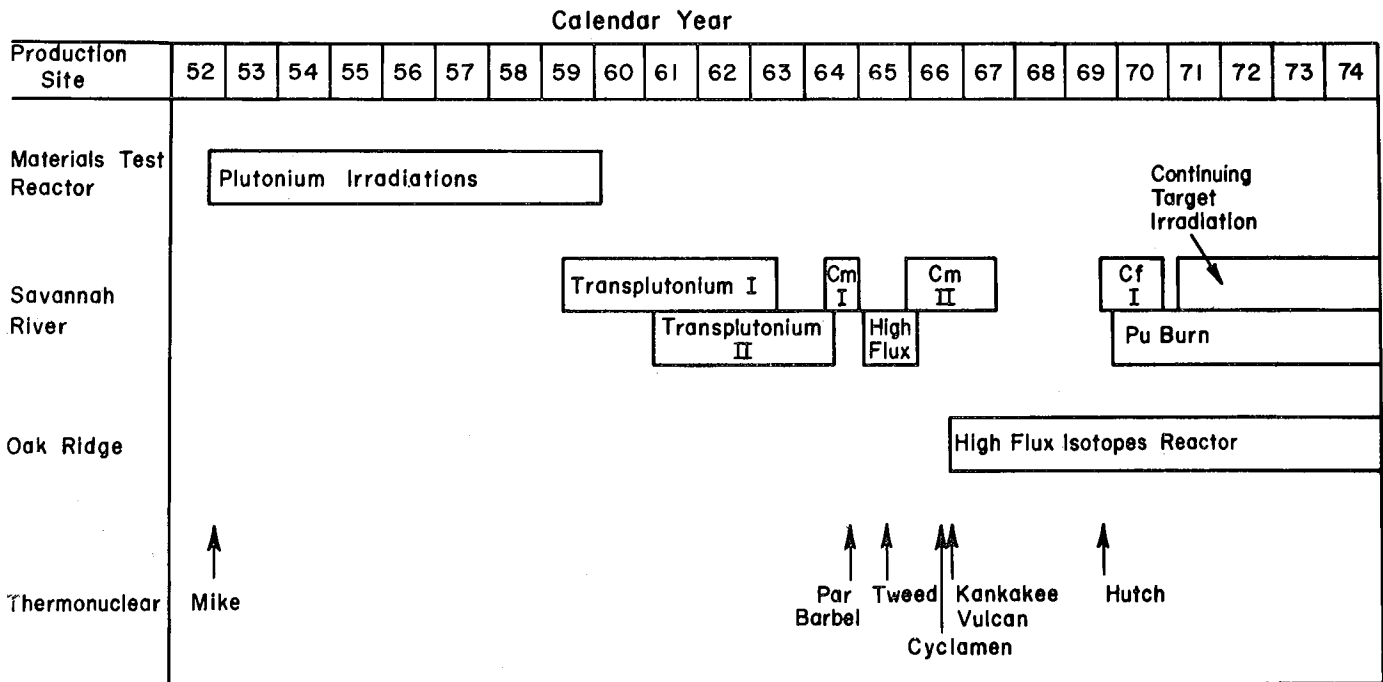 Calendar Year
Production Site 52 53 54 55 56 57 58 59 60 61 62 63 64 65 66 67 68 69 70 71 72 73 74
Materials Test
Reactor
Plutonium Irradiations
Continuing
Target
Irradiation
Savannah
River
Transplutonium I
Cm
I
Cm
II
Cf
I
Transplutonium
II
High
Flux
Pu Burn
Oak Ridge
High Flux Isotopes Reactor
Thermonuclear
Mike
Par
Barbel
Tweed
Cyclamen
Kankakee
Vulcan
Hutch